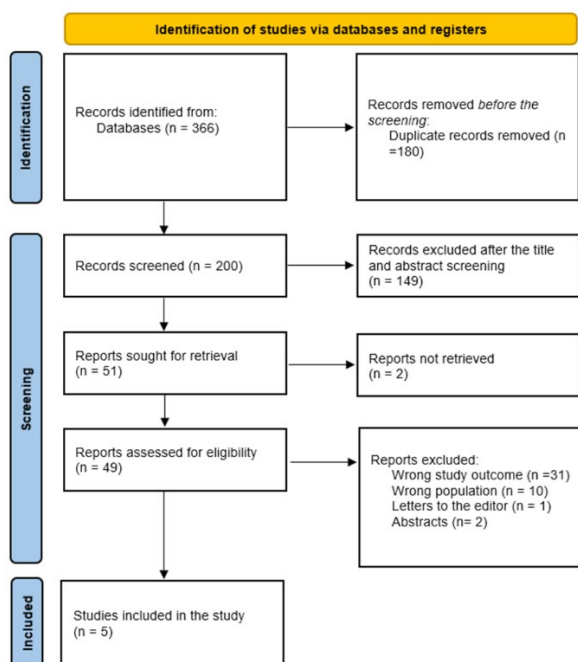 Identification of studies via databases and registers
Identification
Records identified from:
Databases (n = 366)
Records removed before the
screening:
Duplicate records removed (n
=180)
Screening
Records screened (n = 200)
Records excluded after the title
and abstract screening
(n = 149)
Reports sought for retrieval
(n = 51)
Reports not retrieved
(n = 2)
Reports assessed for eligibility
(n = 49)
Reports excluded:
Wrong study outcome (n =31)
Wrong population (n = 10)
Letters to the editor (n = 1)
Abstracts (n= 2)
Included
Studies included in the study
(n = 5)